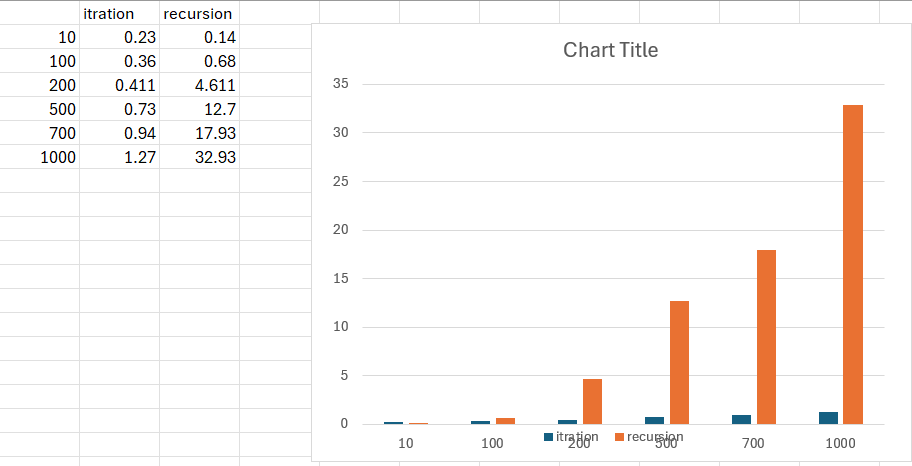 itration recursion
10 0.23 0.14
100 0.36 0.68
200 0.411 4.611
500 0.73 12.7
700 0.94 17.93
1000 1.27 32.93
Chart Title
35
30
25
20
15
10
5
0
itration recursion
10 100 200 500 700 1000